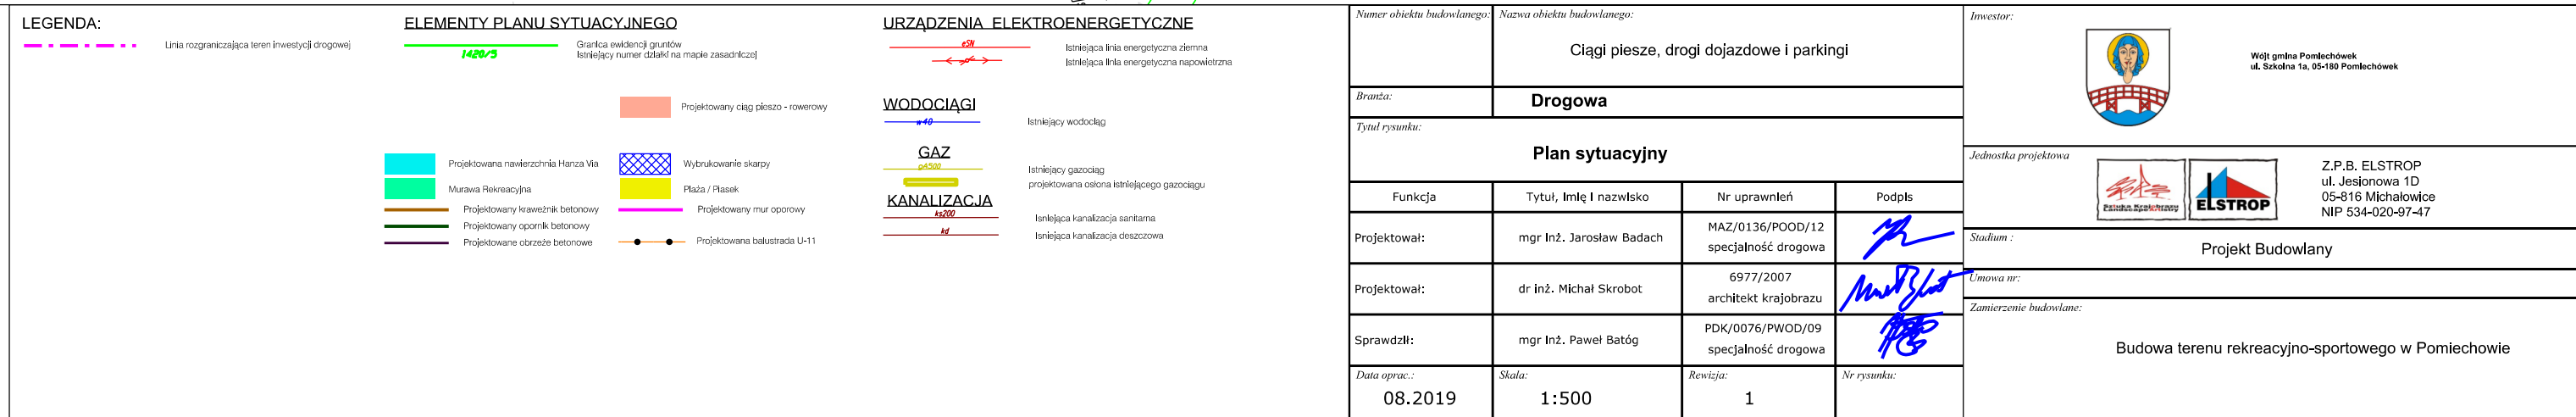 LEGENDA:
Linia rozgraniczająca teren inwestycji drogowej
ELEMENTY PLANU SYTUACYJNEGO
1420/5
Granica ewidencji gruntów
Istniejący numer działki na mapie zasadniczej
Projektowany ciąg pieszo - rowerowy
Projektowana nawierzchnia Hanza Via
Wybrukowanie skarpy
Murawa Rekreacyjna
Plaża / Piasek
Projektowany kraweżnik betonowy
Projektowany mur oporowy
Projektowany opornik betonowy
Projektowane obrzeże betonowe
Projektowana balustrada U-11
URZĄDZENIA ELEKTROENERGETYCZNE
eSN
Istniejąca linia energetyczna ziemna
Istniejąca linia energetyczna napowietrzna
WODOCIĄGI
w40
Istniejący wodociąg
GAZ
gA500
Istniejący gazociąg
projektowana osłona istniejącego gazociągu
KANALIZACJA
ks200
Isniejąca kanalizacja sanitarna
kd
Isniejąca kanalizacja deszczowa
Numer obiektu budowlanego:
Nazwa obiektu budowlanego:
Ciągi piesze, drogi dojazdowe i parkingi
Branża:
Drogowa
Tytuł rysunku:
Plan sytuacyjny
Funkcja
Tytuł, Imię I nazwisko
Nr uprawnień
Podpis
Projektował:
mgr inż. Jarosław Badach
MAZ/0136/POOD/12
specjalność drogowa
Projektował:
dr inż. Michał Skrobot
6977/2007
architekt krajobrazu
Sprawdził:
mgr inż. Paweł Batóg
PDK/0076/PWOD/09
specjalność drogowa
Data oprac.:
08.2019
Skala:
1:500
Rewizja:
1
Nr rysunku:
Inwestor:
Wójt gmina Pomiechówek
ul. Szkolna 1a, 05-180 Pomiechówek
Jednostka projektowa
Sztuka Krajobrazu
LandscapeArtistry
ELSTROP
Z.P.B. ELSTROP
ul. Jesionowa 1D
05-816 Michałowice
NIP 534-020-97-47
Stadium :
Projekt Budowlany
Umowa nr:
Zamierzenie budowlane:
Budowa terenu rekreacyjno-sportowego w Pomiechowie